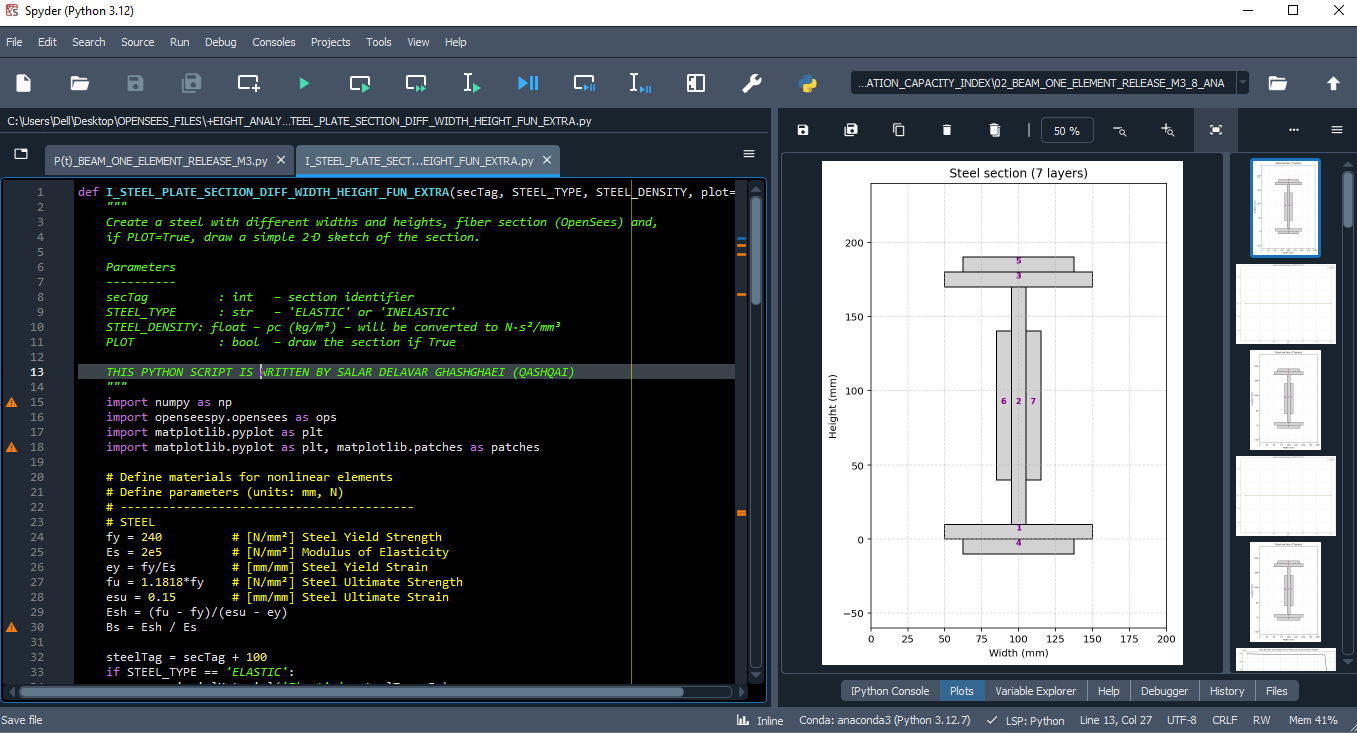 Spyder (Python 3.12)
File Edit Search Source Run Debug Consoles Projects Tools View Help
...ATION_CAPACITY_INDEX\02_BEAM_ONE_ELEMENT_RELEASE_M3_8_ANA
C:\Users\Dell\Desktop\OPENSEES_FILES\+EIGHT_ANALY...TEEL_PLATE_SECTION_DIFF_WIDTH_HEIGHT_FUN_EXTRA.py
50 %
P(t)_BEAM_ONE_ELEMENT_RELEASE_M3.py
I_STEEL_PLATE_SECT...EIGHT_FUN_EXTRA.py
1 def I_STEEL_PLATE_SECTION_DIFF_WIDTH_HEIGHT_FUN_EXTRA(secTag, STEEL_TYPE, STEEL_DENSITY, plot=
2 """
3 Create a steel with different widths and heights, fiber section (OpenSees) and,
4 if PLOT=True, draw a simple 2-D sketch of the section.
5
6 Parameters
7 ----------
8 secTag : int – section identifier
9 STEEL_TYPE : str – 'ELASTIC' or 'INELASTIC'
10 STEEL_DENSITY: float – ρc (kg/m³) – will be converted to N·s²/mm³
11 PLOT : bool – draw the section if True
12
13 THIS PYTHON SCRIPT IS WRITTEN BY SALAR DELAVAR GHASHGHAEI (QASHQAI)
14 """
15 import numpy as np
16 import openseespy.opensees as ops
17 import matplotlib.pyplot as plt
18 import matplotlib.pyplot as plt, matplotlib.patches as patches
19
20 # Define materials for nonlinear elements
21 # Define parameters (units: mm, N)
22 # ------------------------------------------
23 # STEEL
24 fy = 240 # [N/mm²] Steel Yield Strength
25 Es = 2e5 # [N/mm²] Modulus of Elasticity
26 ey = fy/Es # [mm/mm] Steel Yield Strain
27 fu = 1.1818*fy # [N/mm²] Steel Ultimate Strength
28 esu = 0.15 # [mm/mm] Steel Ultimate Strain
29 Esh = (fu - fy)/(esu - ey)
30 Bs = Esh / Es
31
32 steelTag = secTag + 100
33 if STEEL_TYPE == 'ELASTIC':
Steel section (7 layers)
200
150
100
50
0
−50
Height (mm)
5
3
6 2 7
1
4
0 25 50 75 100 125 150 175 200
Width (mm)
IPython Console Plots Variable Explorer Help Debugger History Files
Save file
Inline Conda: anaconda3 (Python 3.12.7) LSP: Python Line 13, Col 27 UTF-8 CRLF RW Mem 41%